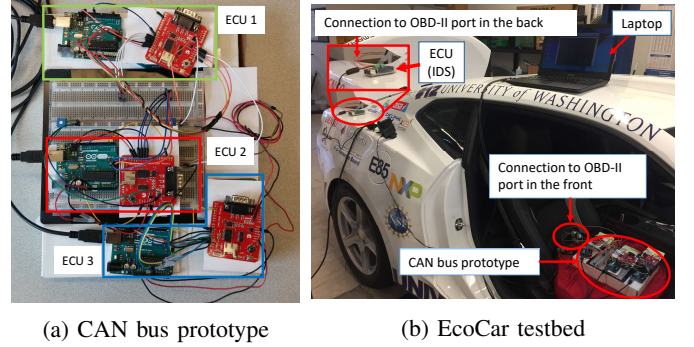 ECU 1
ECU 2
ECU 3
Connection to OBD-II port in the back
ECU
(IDS)
Laptop
UNIVERSITY of WASHINGTON
E85
NXP
Connection to OBD-II
port in the front
CAN bus prototype
(a) CAN bus prototype
(b) EcoCar testbed